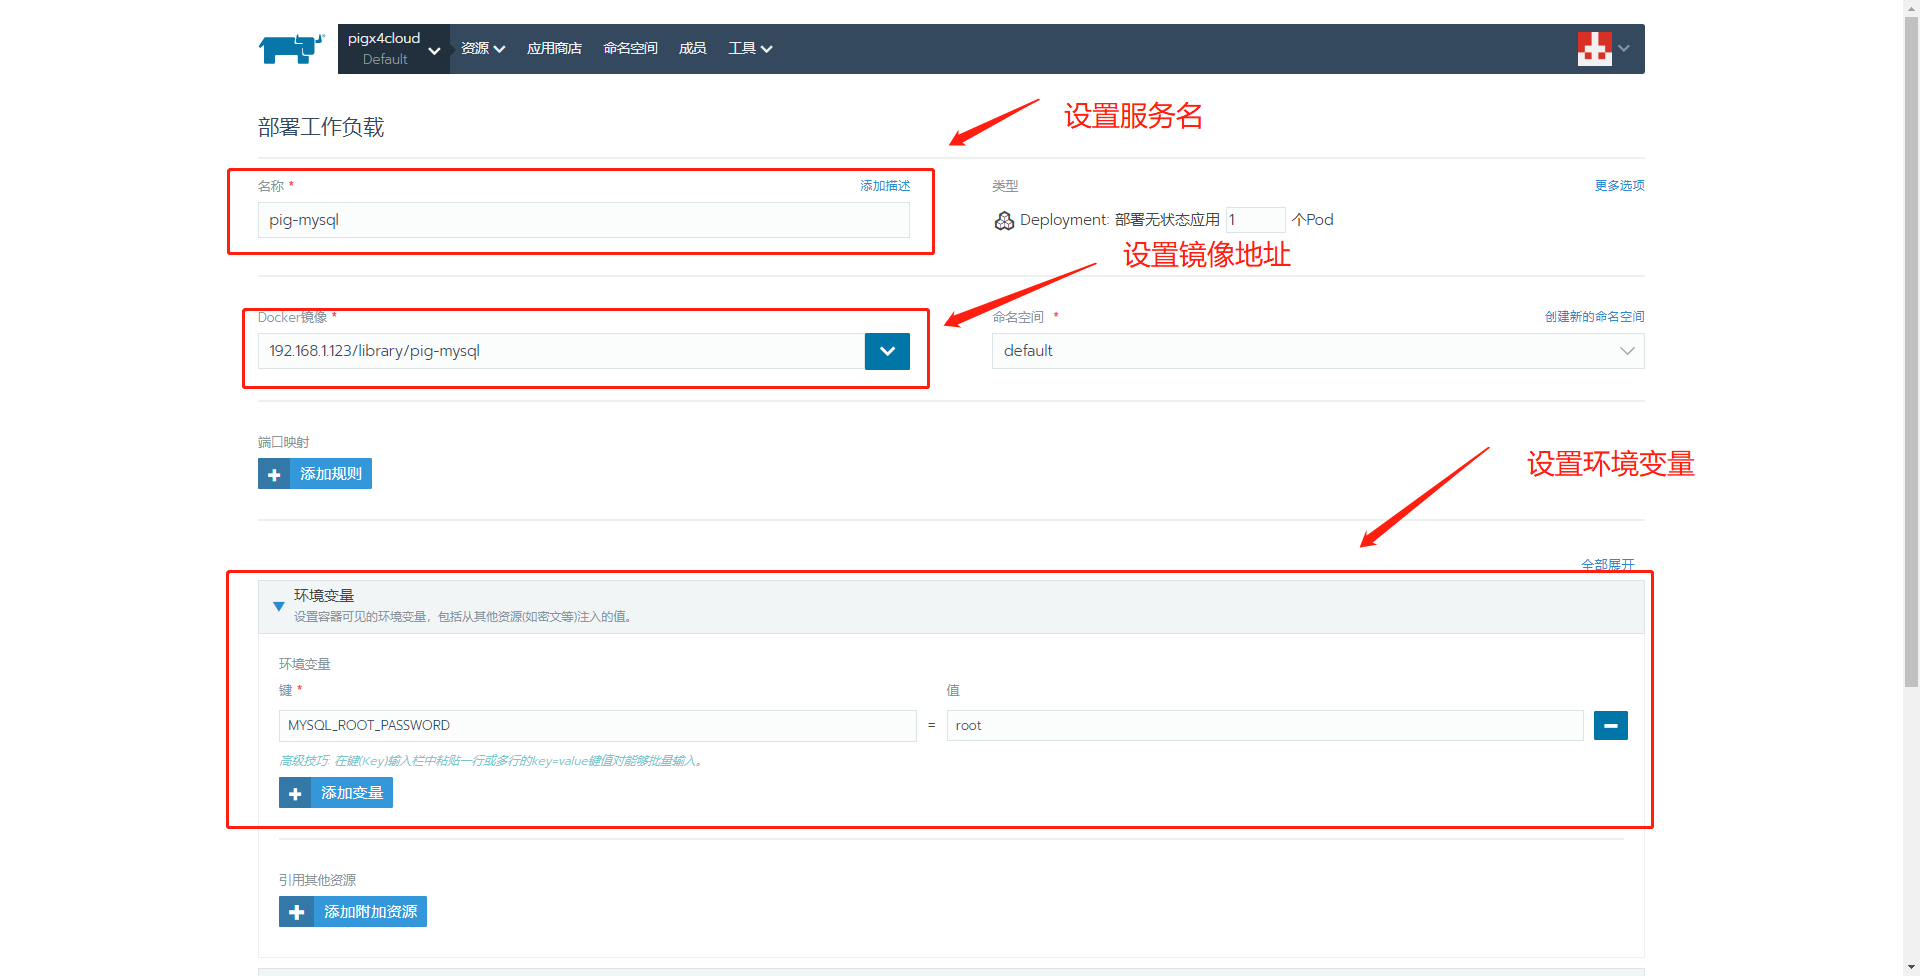 pigx4cloud
Default
资源
应用商店
命名空间
成员
工具
部署工作负载
设置服务名
名称 *
添加描述
类型
更多选项
pig-mysql
Deployment: 部署无状态应用 1 个Pod
设置镜像地址
Docker镜像 *
命名空间 *
创建新的命名空间
192.168.1.123/library/pig-mysql
default
端口映射
添加规则
设置环境变量
全部展开
环境变量
设置容器可见的环境变量，包括从其他资源(如密文等)注入的值。
环境变量
键 *
值
MYSQL_ROOT_PASSWORD = root
高级技巧: 在键(Key)输入栏中粘贴一行或多行的key=value键值对能够批量输入。
添加变量
引用其他资源
添加附加资源